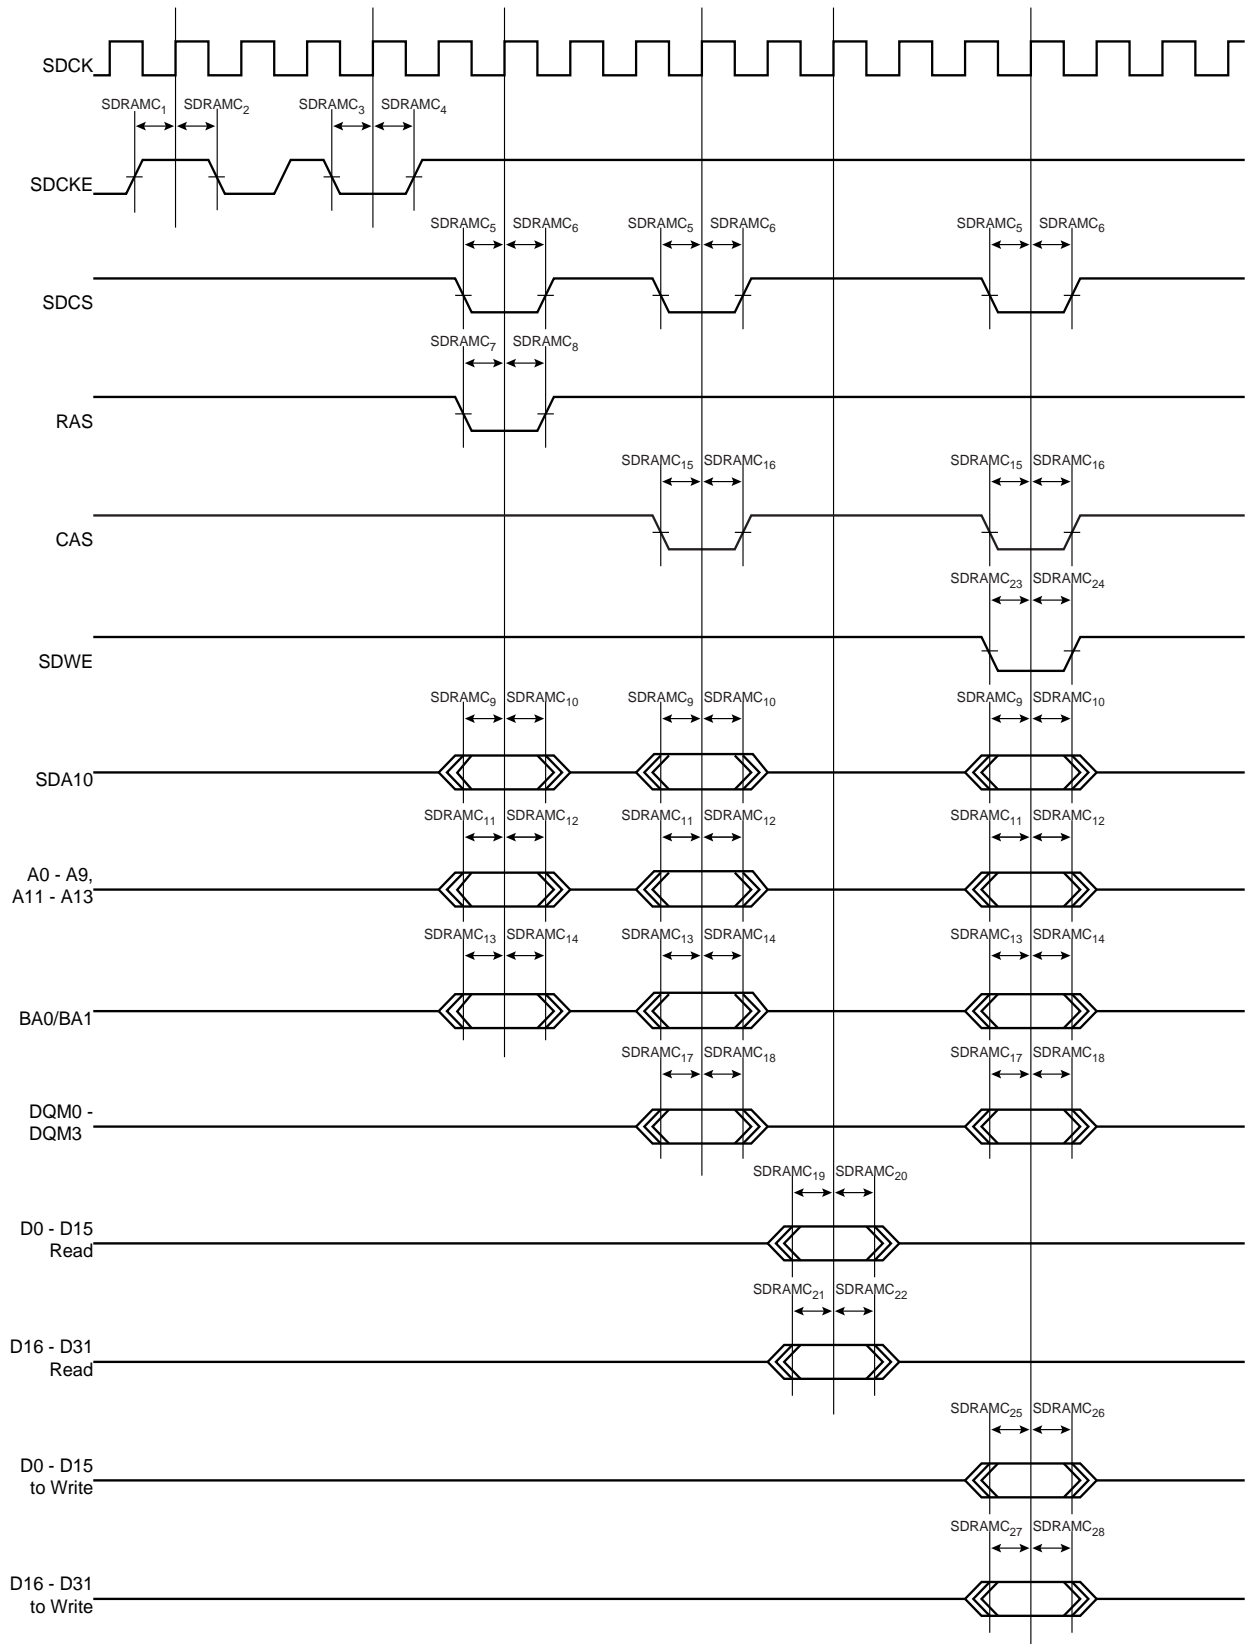 SDCK
SDRAMC1 SDRAMC2 SDRAMC3 SDRAMC4
SDCKE
SDRAMC5 SDRAMC6 SDRAMC5 SDRAMC6 SDRAMC5 SDRAMC6
SDCS
SDRAMC7 SDRAMC8
RAS
SDRAMC15 SDRAMC16 SDRAMC15 SDRAMC16
CAS
SDRAMC23 SDRAMC24
SDWE
SDRAMC9 SDRAMC10 SDRAMC9 SDRAMC10 SDRAMC9 SDRAMC10
SDA10
SDRAMC11 SDRAMC12 SDRAMC11 SDRAMC12 SDRAMC11 SDRAMC12
A0 - A9,
A11 - A13
SDRAMC13 SDRAMC14 SDRAMC13 SDRAMC14 SDRAMC13 SDRAMC14
BA0/BA1
SDRAMC17 SDRAMC18 SDRAMC17 SDRAMC18
DQM0 -
DQM3
SDRAMC19 SDRAMC20
D0 - D15
Read
SDRAMC21 SDRAMC22
D16 - D31
Read
SDRAMC25 SDRAMC26
D0 - D15
to Write
SDRAMC27 SDRAMC28
D16 - D31
to Write